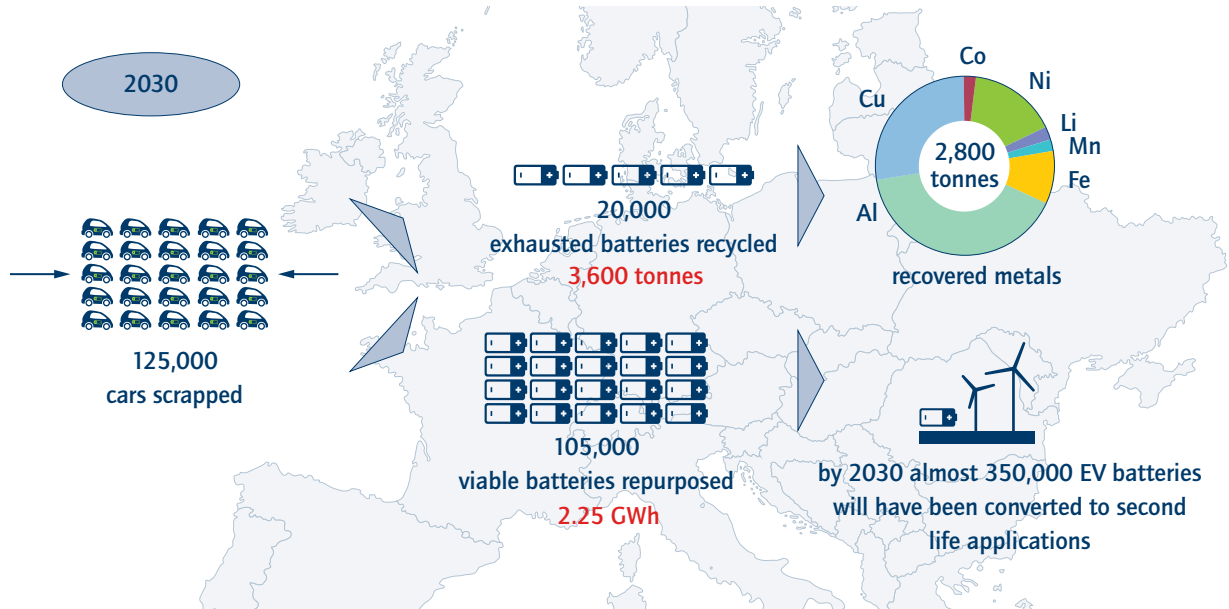 2030
125,000
cars scrapped
20,000
exhausted batteries recycled
3,600 tonnes
105,000
viable batteries repurposed
2.25 GWh
Co
Ni
Cu
Li
Mn
Fe
Al
2,800
tonnes
recovered metals
by 2030 almost 350,000 EV batteries
will have been converted to second
life applications